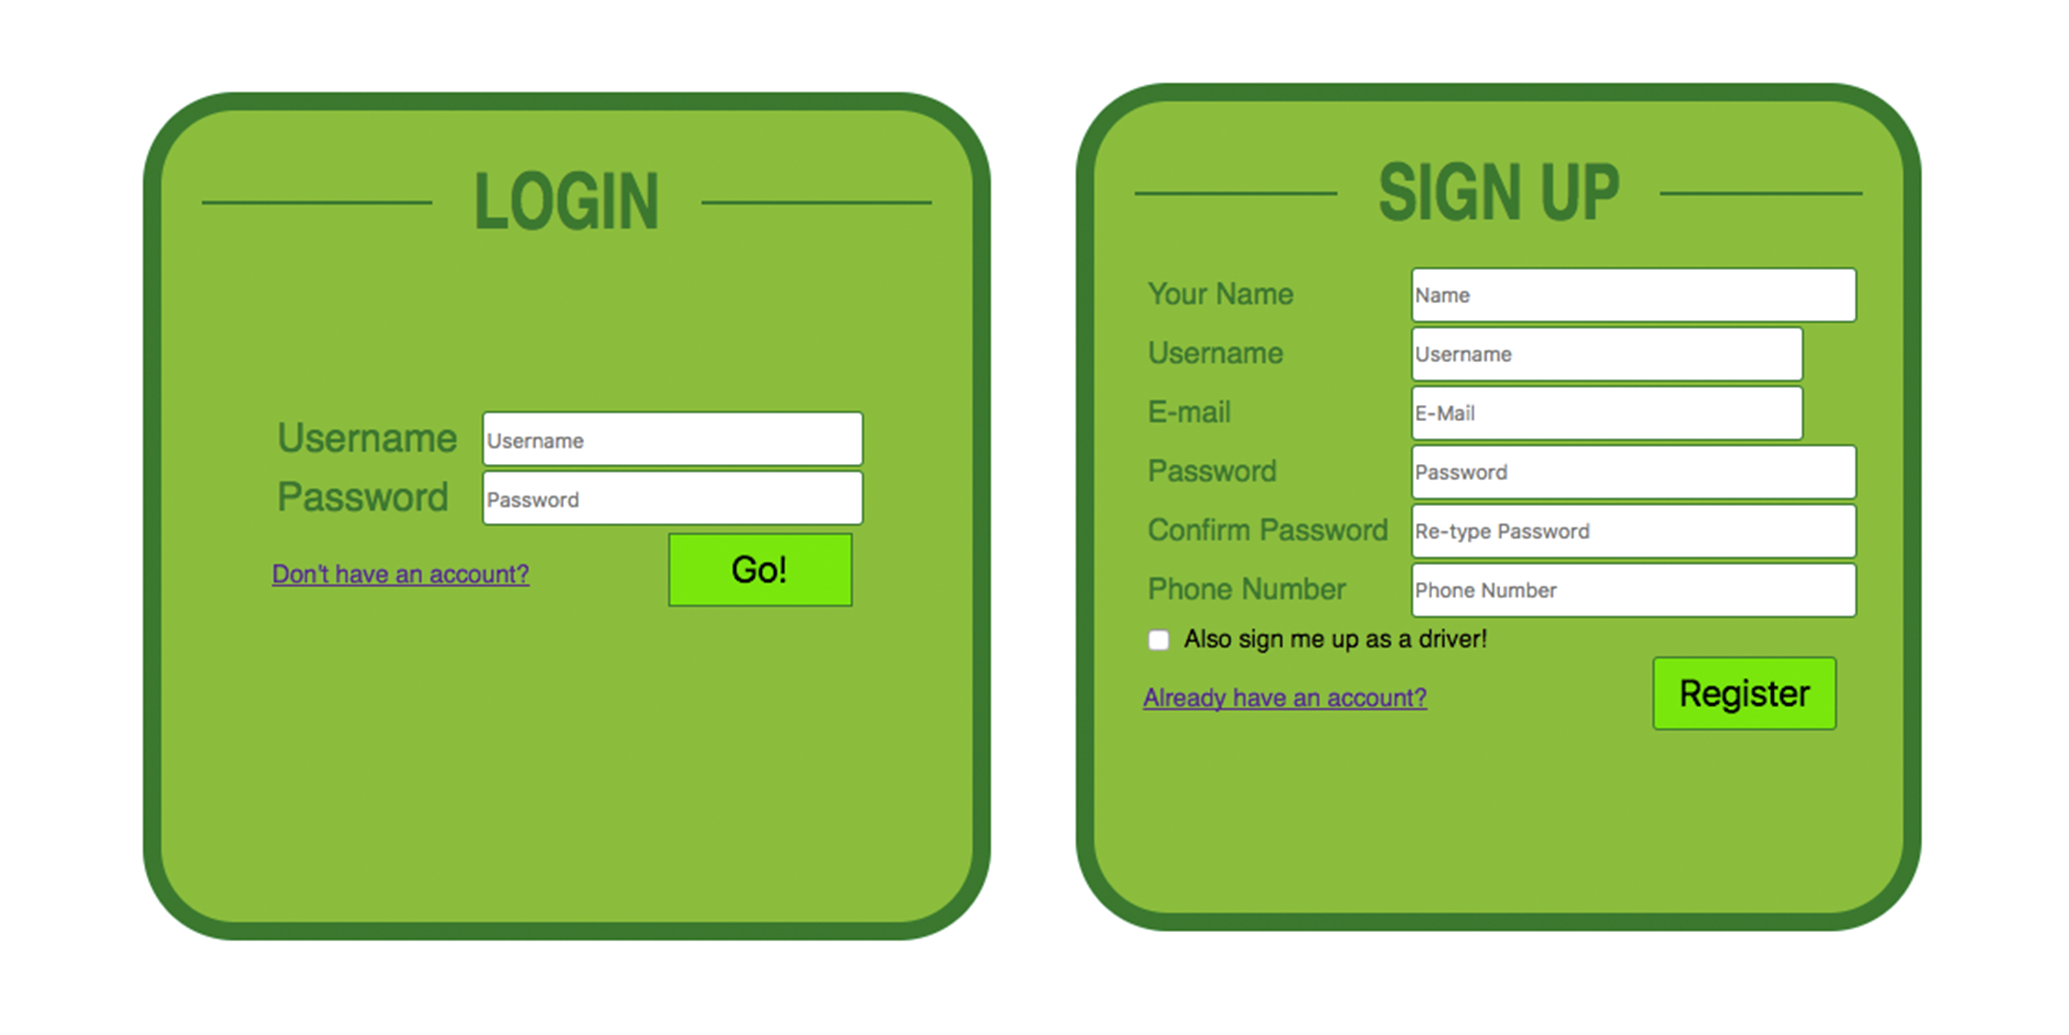 LOGIN
Username Username
Password Password
Don't have an account? Go!
SIGN UP
Your Name Name
Username Username
E-mail E-Mail
Password Password
Confirm Password Re-type Password
Phone Number Phone Number
Also sign me up as a driver!
Already have an account? Register